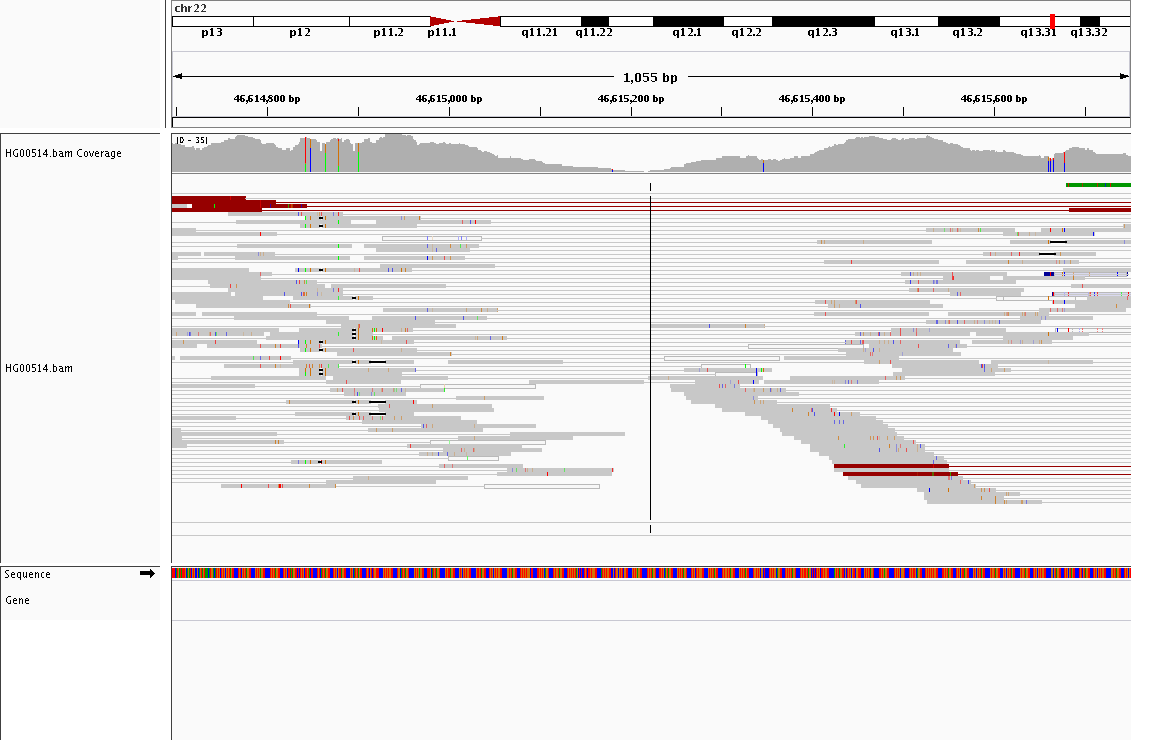 chr22
p13 p12 p11.2 p11.1 q11.21 q11.22 q12.1 q12.2 q12.3 q13.1 q13.2 q13.31 q13.32
1,055 bp
46,614,800 bp 46,615,000 bp 46,615,200 bp 46,615,400 bp 46,615,600 bp
[0 - 35]
HG00514.bam Coverage
HG00514.bam
Sequence
Gene